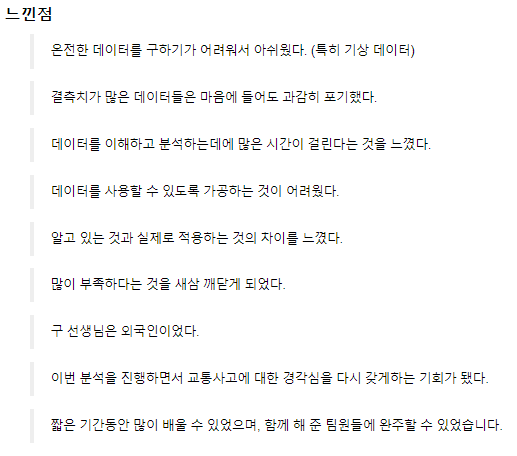 느낀점
온전한 데이터를 구하기가 어려워서 아쉬웠다. (특히 기상 데이터)
결측치가 많은 데이터들은 마음에 들어도 과감히 포기했다.
데이터를 이해하고 분석하는데에 많은 시간이 걸린다는 것을 느꼈다.
데이터를 사용할 수 있도록 가공하는 것이 어려웠다.
알고 있는 것과 실제로 적용하는 것의 차이를 느꼈다.
많이 부족하다는 것을 새삼 깨닫게 되었다.
구 선생님은 외국인이었다.
이번 분석을 진행하면서 교통사고에 대한 경각심을 다시 갖게하는 기회가 됐다.
짧은 기간동안 많이 배울 수 있었으며, 함께 해 준 팀원들에 완주할 수 있었습니다.